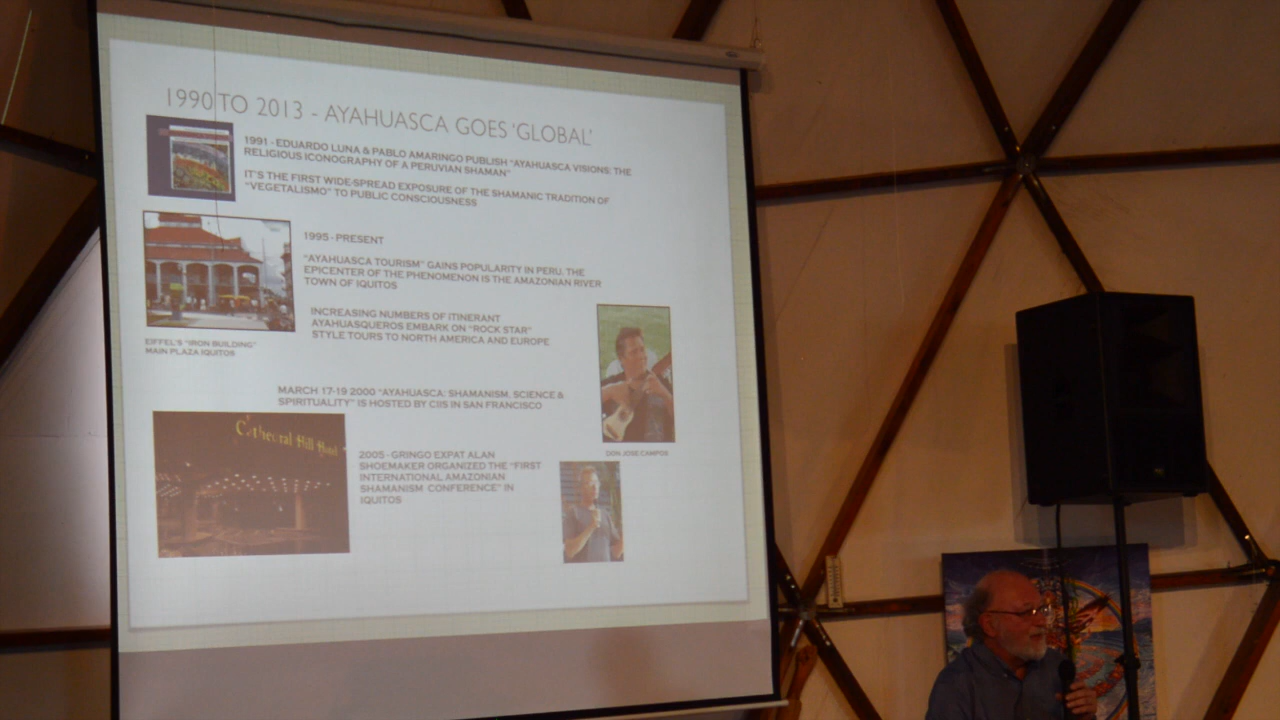 1990 TO 2013 - AYAHUASCA GOES 'GLOBAL'
1991 - EDUARDO LUNA & PABLO AMARINGO PUBLISH "AYAHUASCA VISIONS: THE
RELIGIOUS ICONOGRAPHY OF A PERUVIAN SHAMAN"
IT'S THE FIRST WIDE-SPREAD EXPOSURE OF THE SHAMANIC TRADITION OF
"VEGETALISMO" TO PUBLIC CONSCIOUSNESS
1995 - PRESENT
"AYAHUASCA TOURISM" GAINS POPULARITY IN PERU. THE
EPICENTER OF THE PHENOMENON IS THE AMAZONIAN RIVER
TOWN OF IQUITOS
INCREASING NUMBERS OF ITINERANT
AYAHUASQUEROS EMBARK ON "ROCK STAR"
STYLE TOURS TO NORTH AMERICA AND EUROPE
EIFFEL'S "IRON BUILDING"
MAIN PLAZA IQUITOS
MARCH 17-19 2000 "AYAHUASCA: SHAMANISM, SCIENCE &
SPIRITUALITY" IS HOSTED BY CIIS IN SAN FRANCISCO
DON JOSE CAMPOS
Cathedral Hill Hotel
2005 - GRINGO EXPAT ALAN
SHOEMAKER ORGANIZED THE "FIRST
INTERNATIONAL AMAZONIAN
SHAMANISM CONFERENCE" IN
IQUITOS